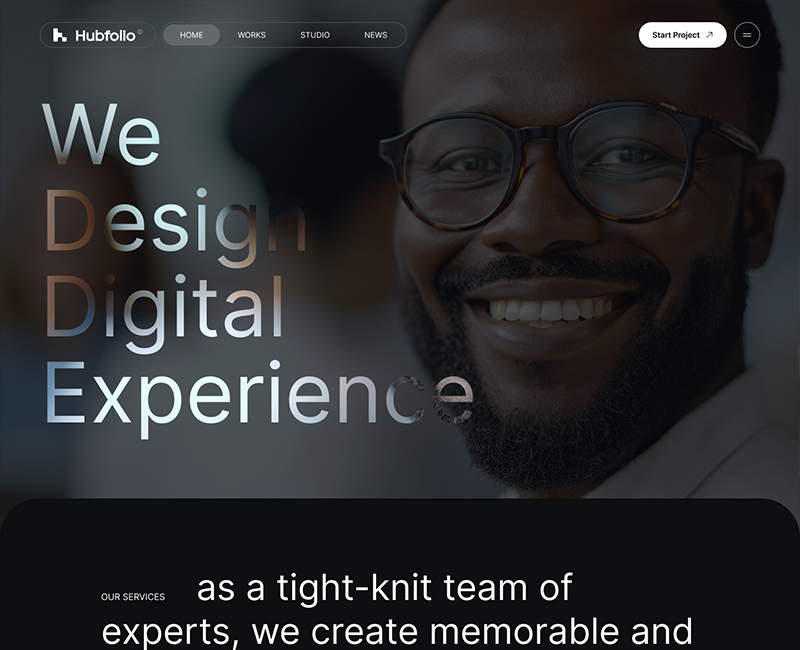 Hubfolio©
HOME
WORKS
STUDIO
NEWS
Start Project
We
Design
Digital
Experience
OUR SERVICES
as a tight-knit team of
experts, we create memorable and